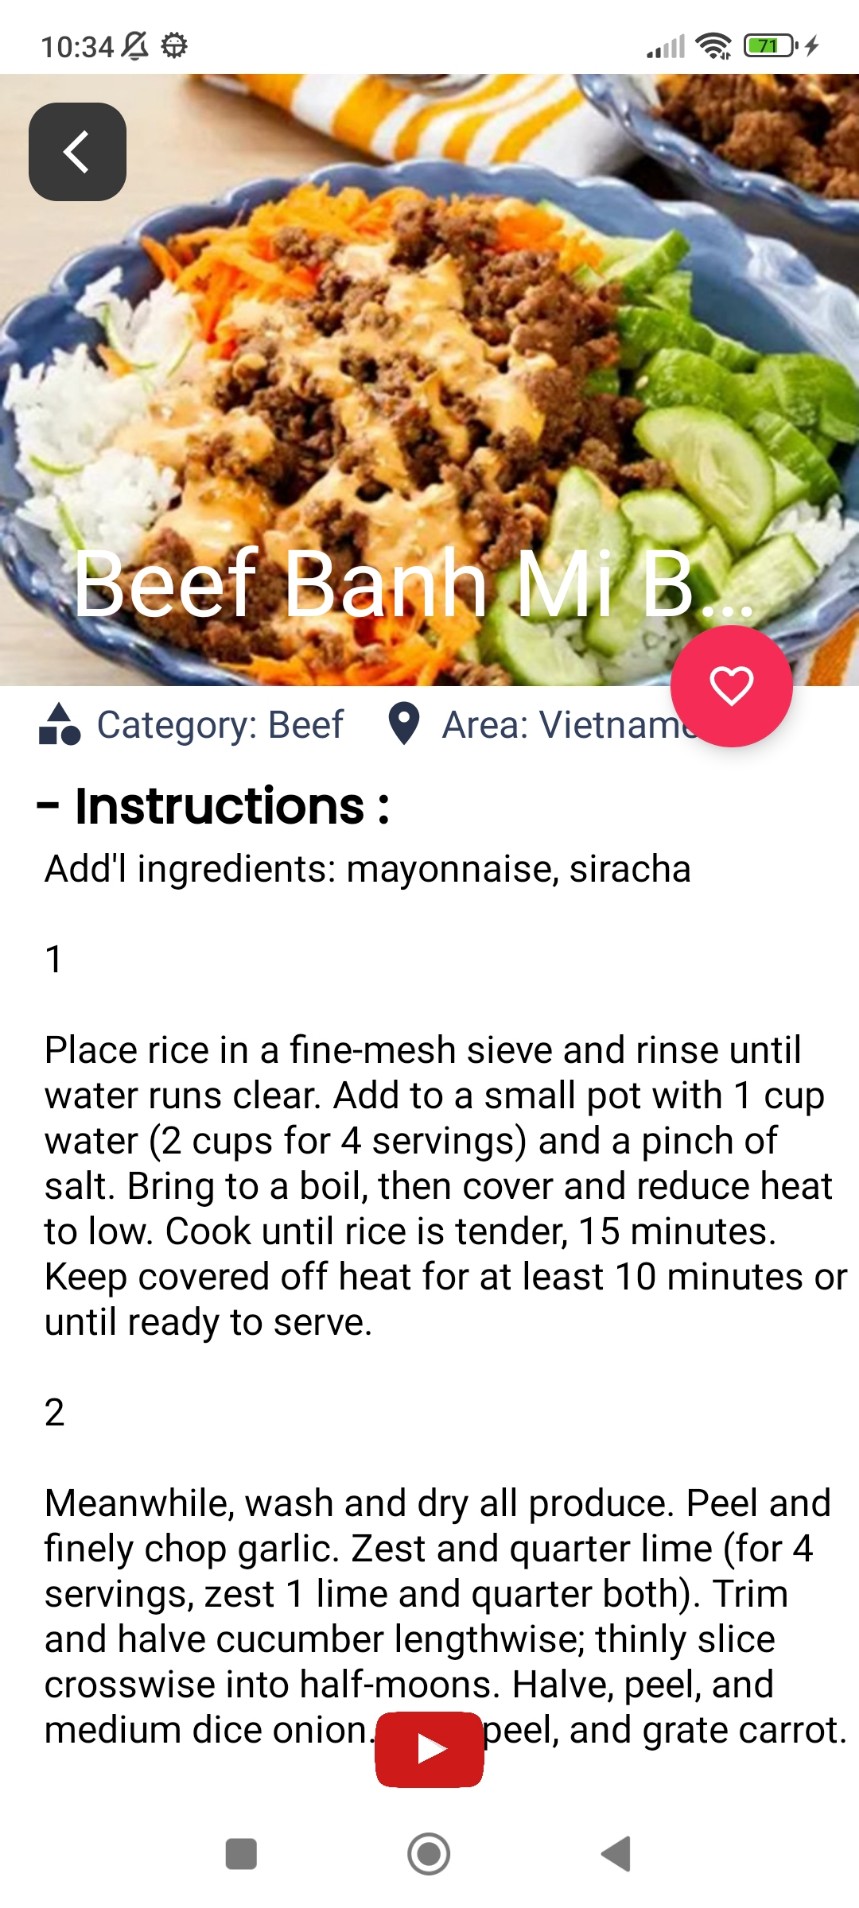 10:34
71
Beef Banh Mi B...
Category: Beef Area: Vietname
- Instructions :
Add'l ingredients: mayonnaise, siracha
1
Place rice in a fine-mesh sieve and rinse until
water runs clear. Add to a small pot with 1 cup
water (2 cups for 4 servings) and a pinch of
salt. Bring to a boil, then cover and reduce heat
to low. Cook until rice is tender, 15 minutes.
Keep covered off heat for at least 10 minutes or
until ready to serve.
2
Meanwhile, wash and dry all produce. Peel and
finely chop garlic. Zest and quarter lime (for 4
servings, zest 1 lime and quarter both). Trim
and halve cucumber lengthwise; thinly slice
crosswise into half-moons. Halve, peel, and
medium dice onion. peel, and grate carrot.